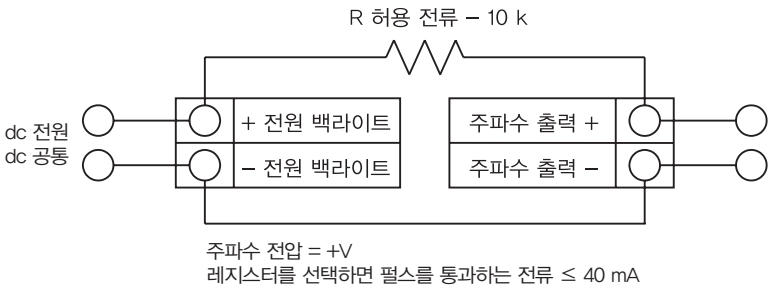 R 허용 전류 – 10 k
dc 전원
dc 공통
+ 전원 백라이트
– 전원 백라이트
주파수 출력 +
주파수 출력 –
주파수 전압 = +V
레지스터를 선택하면 펄스를 통과하는 전류 ≤ 40 mA